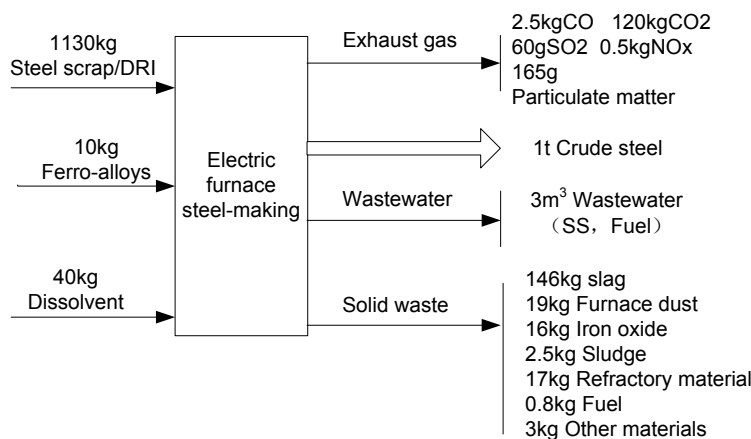 1130kg
Steel scrap/DRI
10kg
Ferro-alloys
40kg
Dissolvent
Electric
furnace
steel-making
Exhaust gas
2.5kgCO 120kgCO2
60gSO2 0.5kgNOx
165g
Particulate matter
1t Crude steel
Wastewater
3m³ Wastewater
（SS，Fuel）
Solid waste
146kg slag
19kg Furnace dust
16kg Iron oxide
2.5kg Sludge
17kg Refractory material
0.8kg Fuel
3kg Other materials